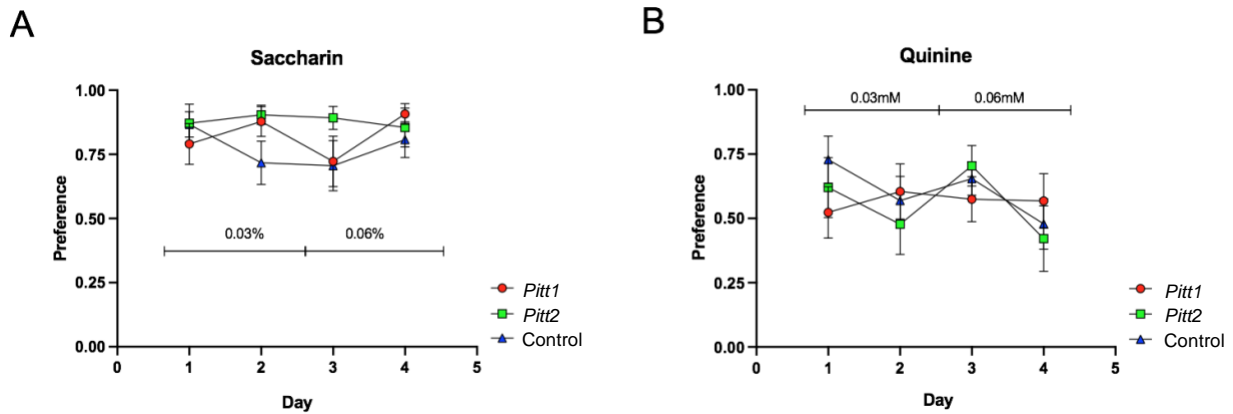 A
Saccharin
1.00
0.75
0.50
0.25
0.00
Preference
0.03%
0.06%
0
1
2
3
4
5
Day
Pitt1
Pitt2
Control
B
Quinine
1.00
0.75
0.50
0.25
0.00
Preference
0.03mM
0.06mM
0
1
2
3
4
5
Day
Pitt1
Pitt2
Control